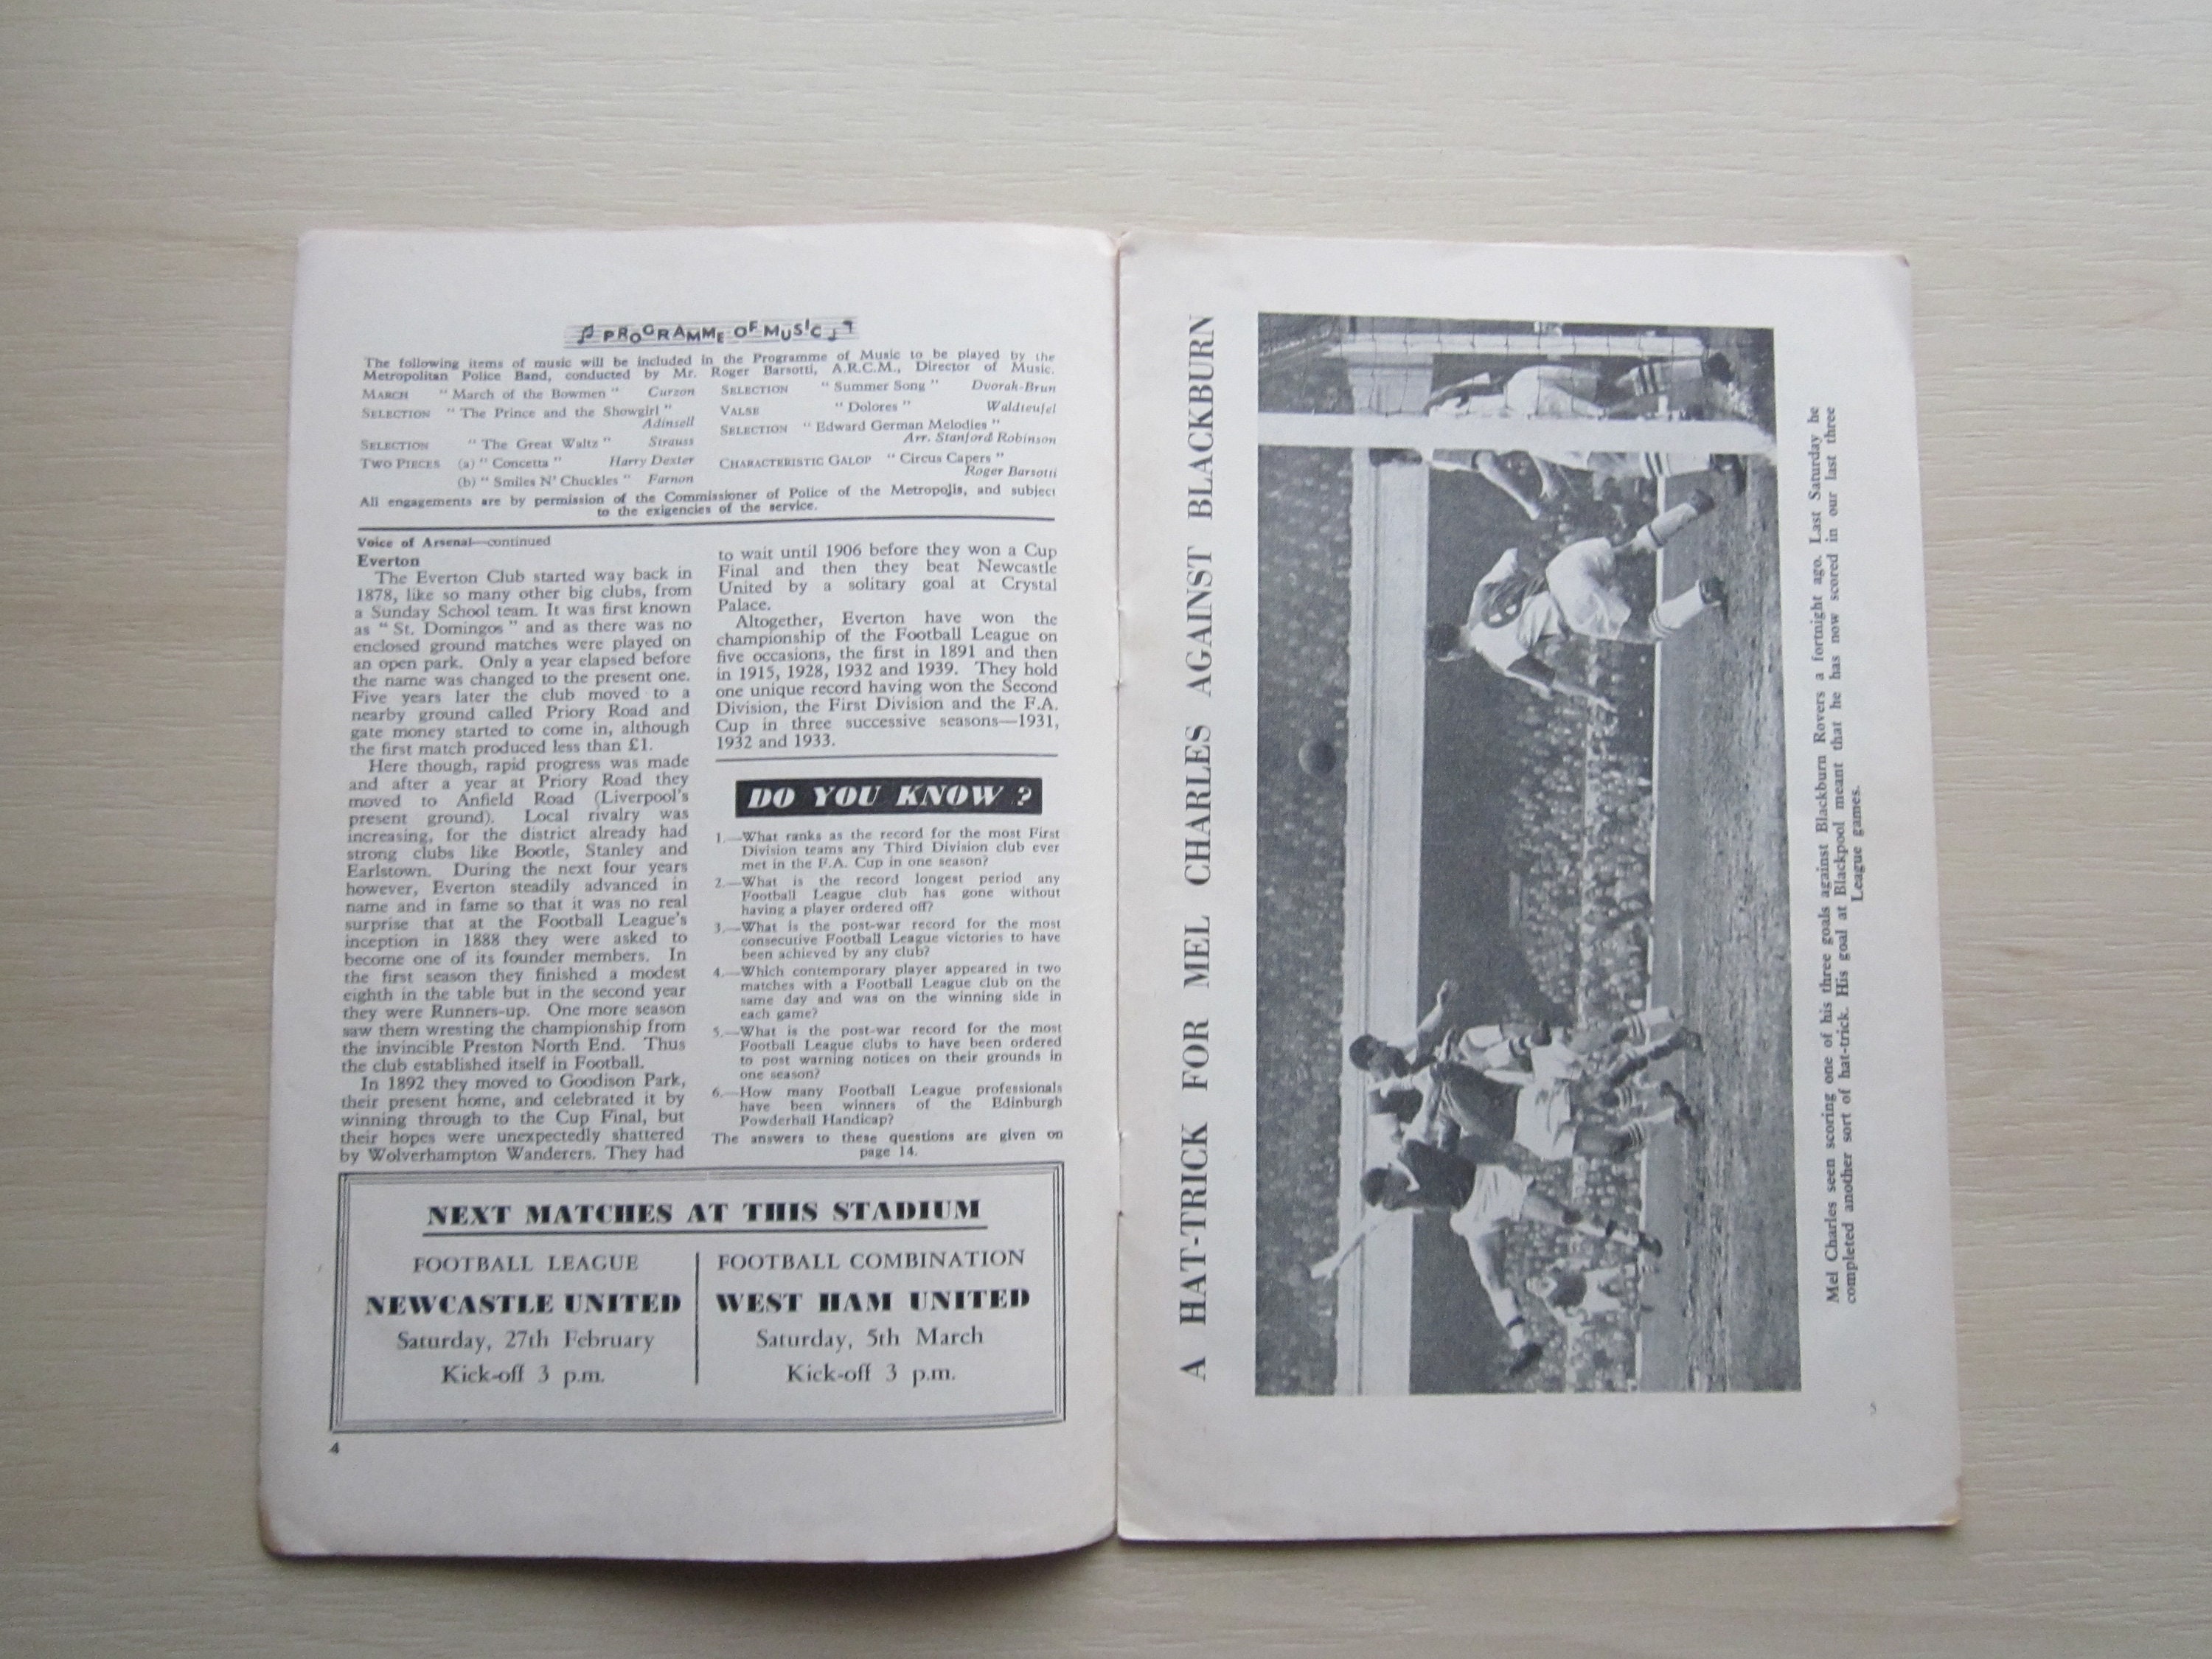 PROGRAMME OF MUSIC
The following items of music will be included in the Programme of Music to be played by the
Metropolitan Police Band, conducted by Mr. Roger Barsotti, A.R.C.M., Director of Music.
MARCH "March of the Bowmen" Curzon
SELECTION "The Prince and the Showgirl"
Adinsell
SELECTION "The Great Waltz" Strauss
TWO PIECES (a) "Concetta" Harry Dexter
(b) "Smiles N' Chuckles" Farnon
SELECTION "Summer Song" Dvorak-Brun
VALSE "Dolores" Waldteufel
SELECTION "Edward German Melodies"
Arr. Stanford Robinson
CHARACTERISTIC GALOP "Circus Capers"
Roger Barsotti
All engagements are by permission of the Commissioner of Police of the Metropolis, and subject
to the exigencies of the service.
Voice of Arsenal—continued
Everton
The Everton Club started way back in
1878, like so many other big clubs, from
a Sunday School team. It was first known
as "St. Domingos" and as there was no
enclosed ground matches were played on
an open park. Only a year elapsed before
the name was changed to the present one.
Five years later the club moved to a
nearby ground called Priory Road and
gate money started to come in, although
the first match produced less than £1.
Here though, rapid progress was made
and after a year at Priory Road they
moved to Anfield Road (Liverpool's
present ground). Local rivalry was
increasing, for the district already had
strong clubs like Bootle, Stanley and
Earlstown. During the next four years
however, Everton steadily advanced in
name and in fame so that it was no real
surprise that at the Football League's
inception in 1888 they were asked to
become one of its founder members. In
the first season they finished a modest
eighth in the table but in the second year
they were Runners-up. One more season
saw them wresting the championship from
the invincible Preston North End. Thus
the club established itself in Football.
In 1892 they moved to Goodison Park,
their present home, and celebrated it by
winning through to the Cup Final, but
their hopes were unexpectedly shattered
by Wolverhampton Wanderers. They had
to wait until 1906 before they won a Cup
Final and then they beat Newcastle
United by a solitary goal at Crystal
Palace.
Altogether, Everton have won the
championship of the Football League on
five occasions, the first in 1891 and then
in 1915, 1928, 1932 and 1939. They hold
one unique record having won the Second
Division, the First Division and the F.A.
Cup in three successive seasons—1931,
1932 and 1933.
DO YOU KNOW ?
1.—What ranks as the record for the most First
Division teams any Third Division club ever
met in the F.A. Cup in one season?
2.—What is the record longest period any
Football League club has gone without
having a player ordered off?
3.—What is the post-war record for the most
consecutive Football League victories to have
been achieved by any club?
4.—Which contemporary player appeared in two
matches with a Football League club on the
same day and was on the winning side in
each game?
5.—What is the post-war record for the most
Football League clubs to have been ordered
to post warning notices on their grounds in
one season?
6.—How many Football League professionals
have been winners of the Edinburgh
Powderhall Handicap?
The answers to these questions are given on
page 14.
NEXT MATCHES AT THIS STADIUM
FOOTBALL LEAGUE
NEWCASTLE UNITED
Saturday, 27th February
Kick-off 3 p.m.
FOOTBALL COMBINATION
WEST HAM UNITED
Saturday, 5th March
Kick-off 3 p.m.
4
A HAT-TRICK FOR MEL CHARLES AGAINST BLACKBURN
Mel Charles seen scoring one of his three goals against Blackburn Rovers a fortnight ago. Last Saturday he
completed another sort of hat-trick. His goal at Blackpool meant that he has now scored in our last three
League games.
5